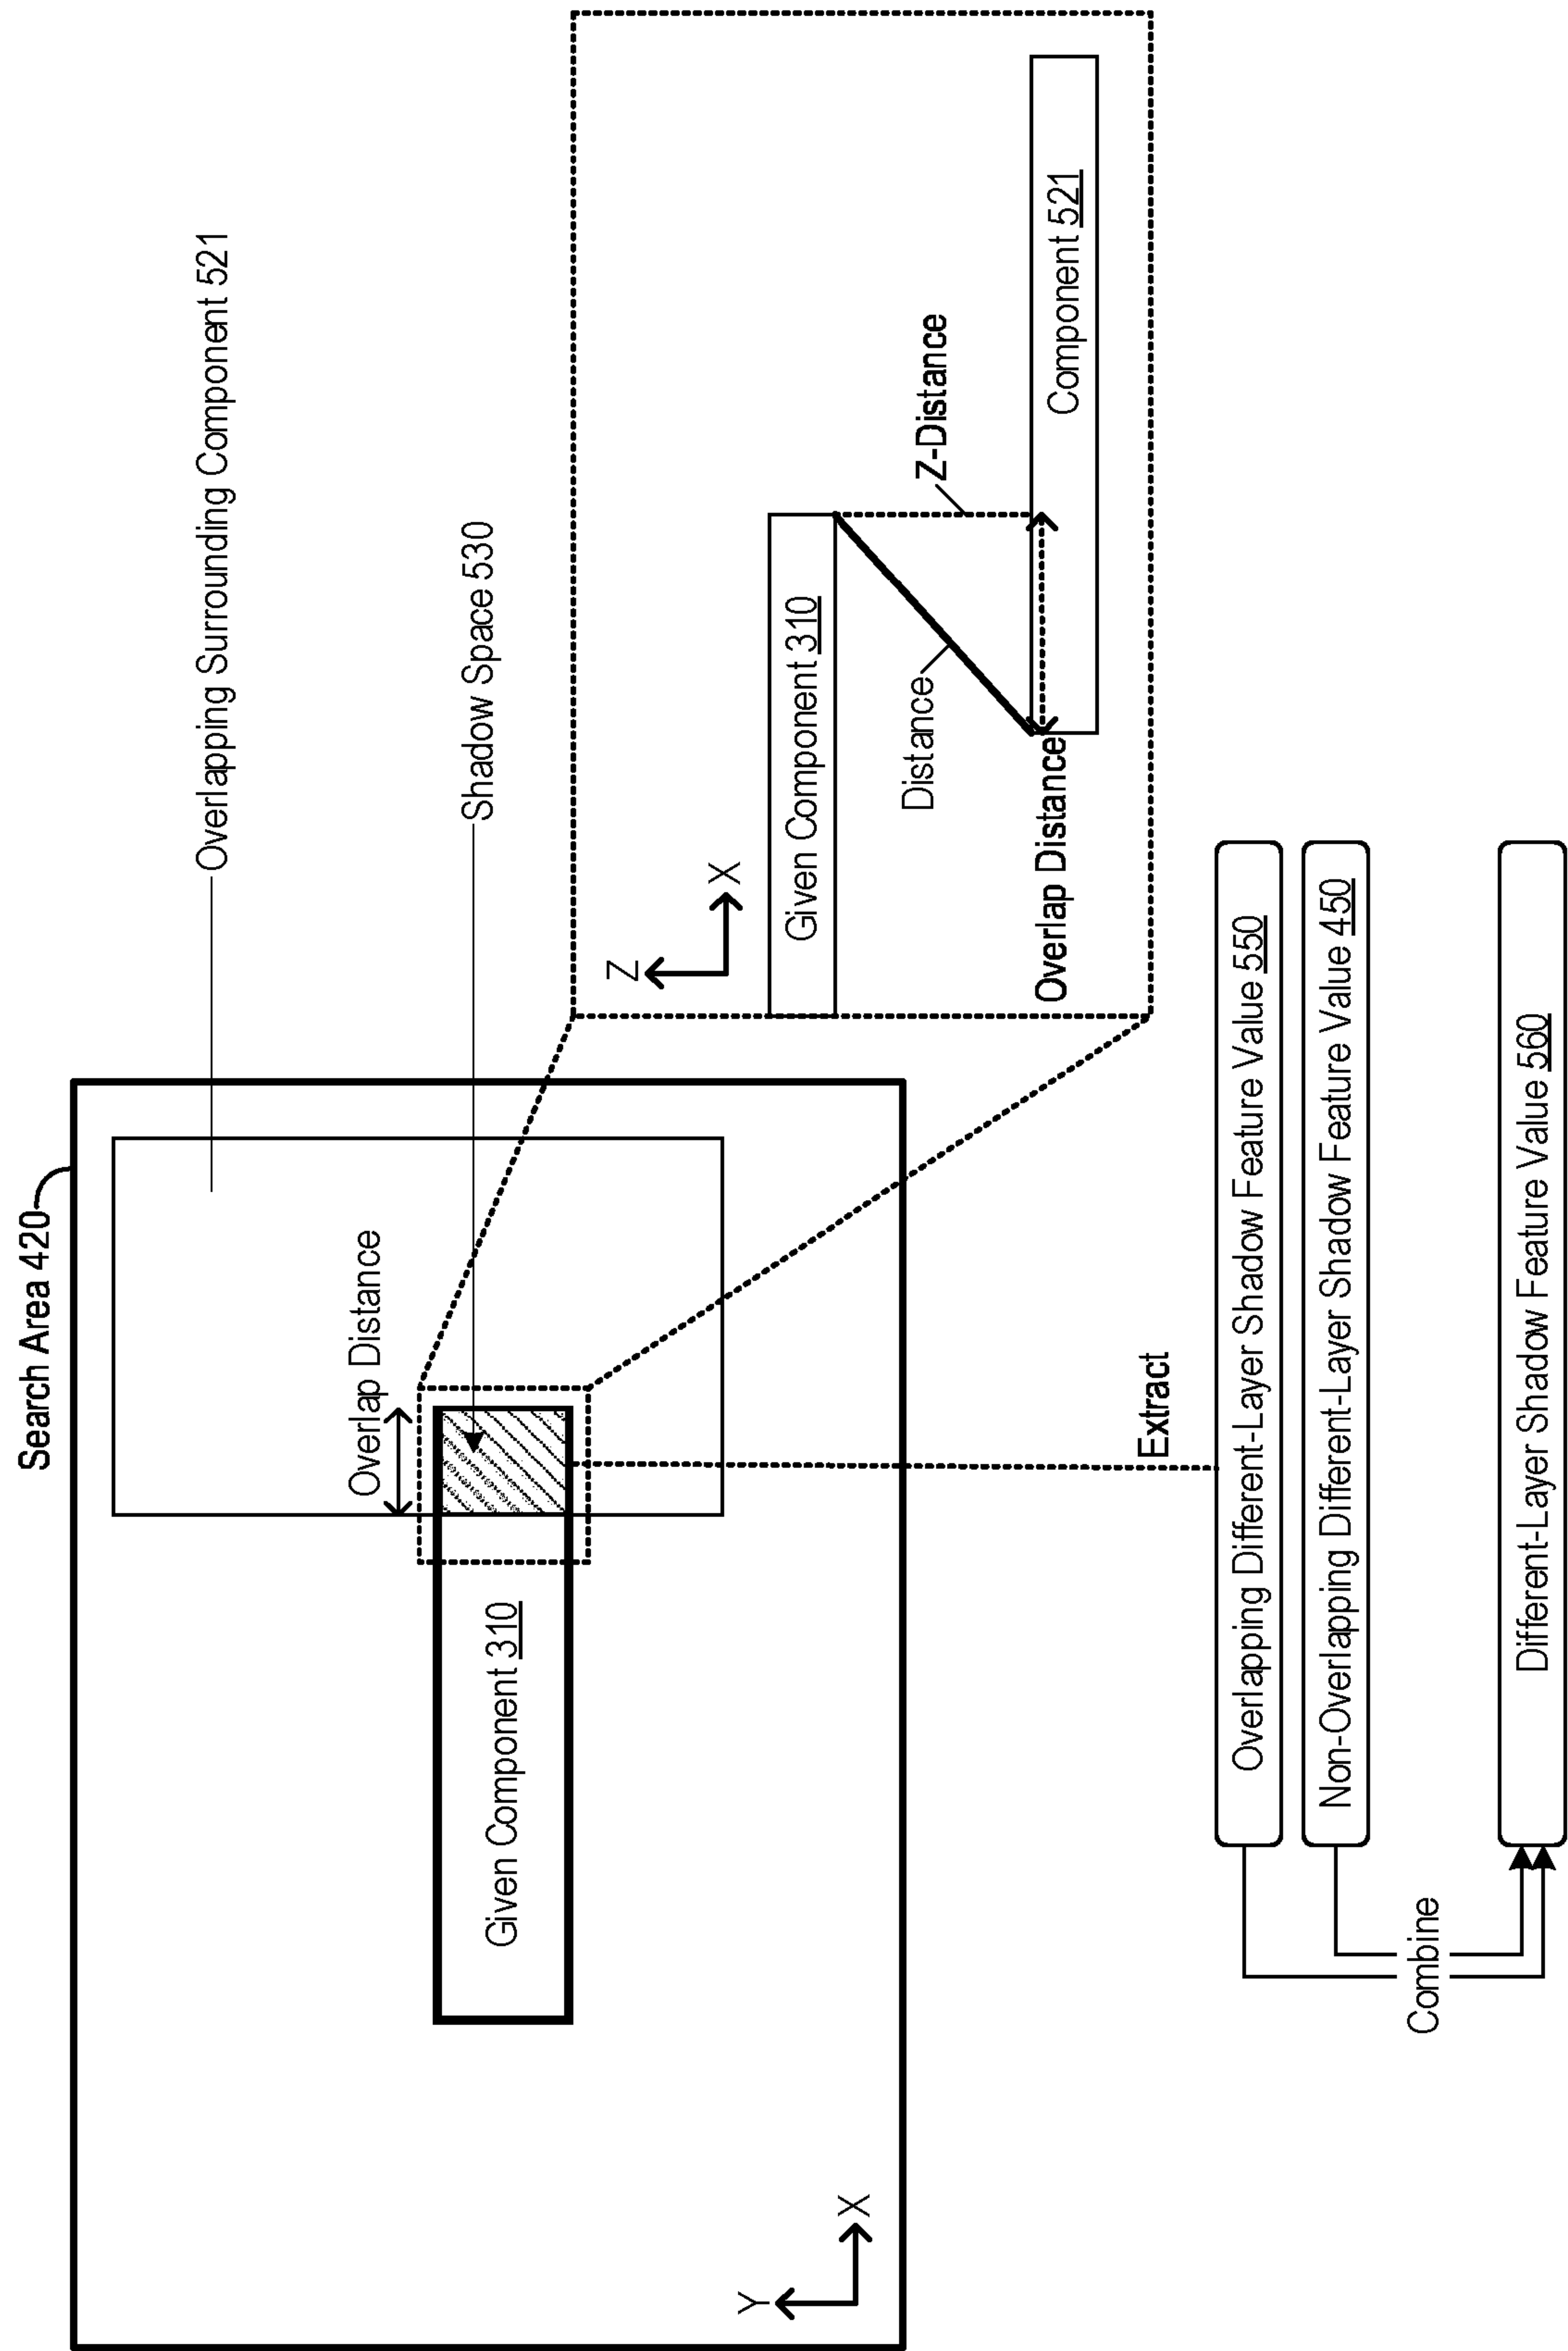 Search Area 420
Overlapping Surrounding Component 521
Overlap Distance
Shadow Space 530
Given Component 310
Y
X
Z
X
Given Component 310
Distance
Z-Distance
Overlap Distance
Component 521
Extract
Overlapping Different-Layer Shadow Feature Value 550
Non-Overlapping Different-Layer Shadow Feature Value 450
Combine
Different-Layer Shadow Feature Value 560